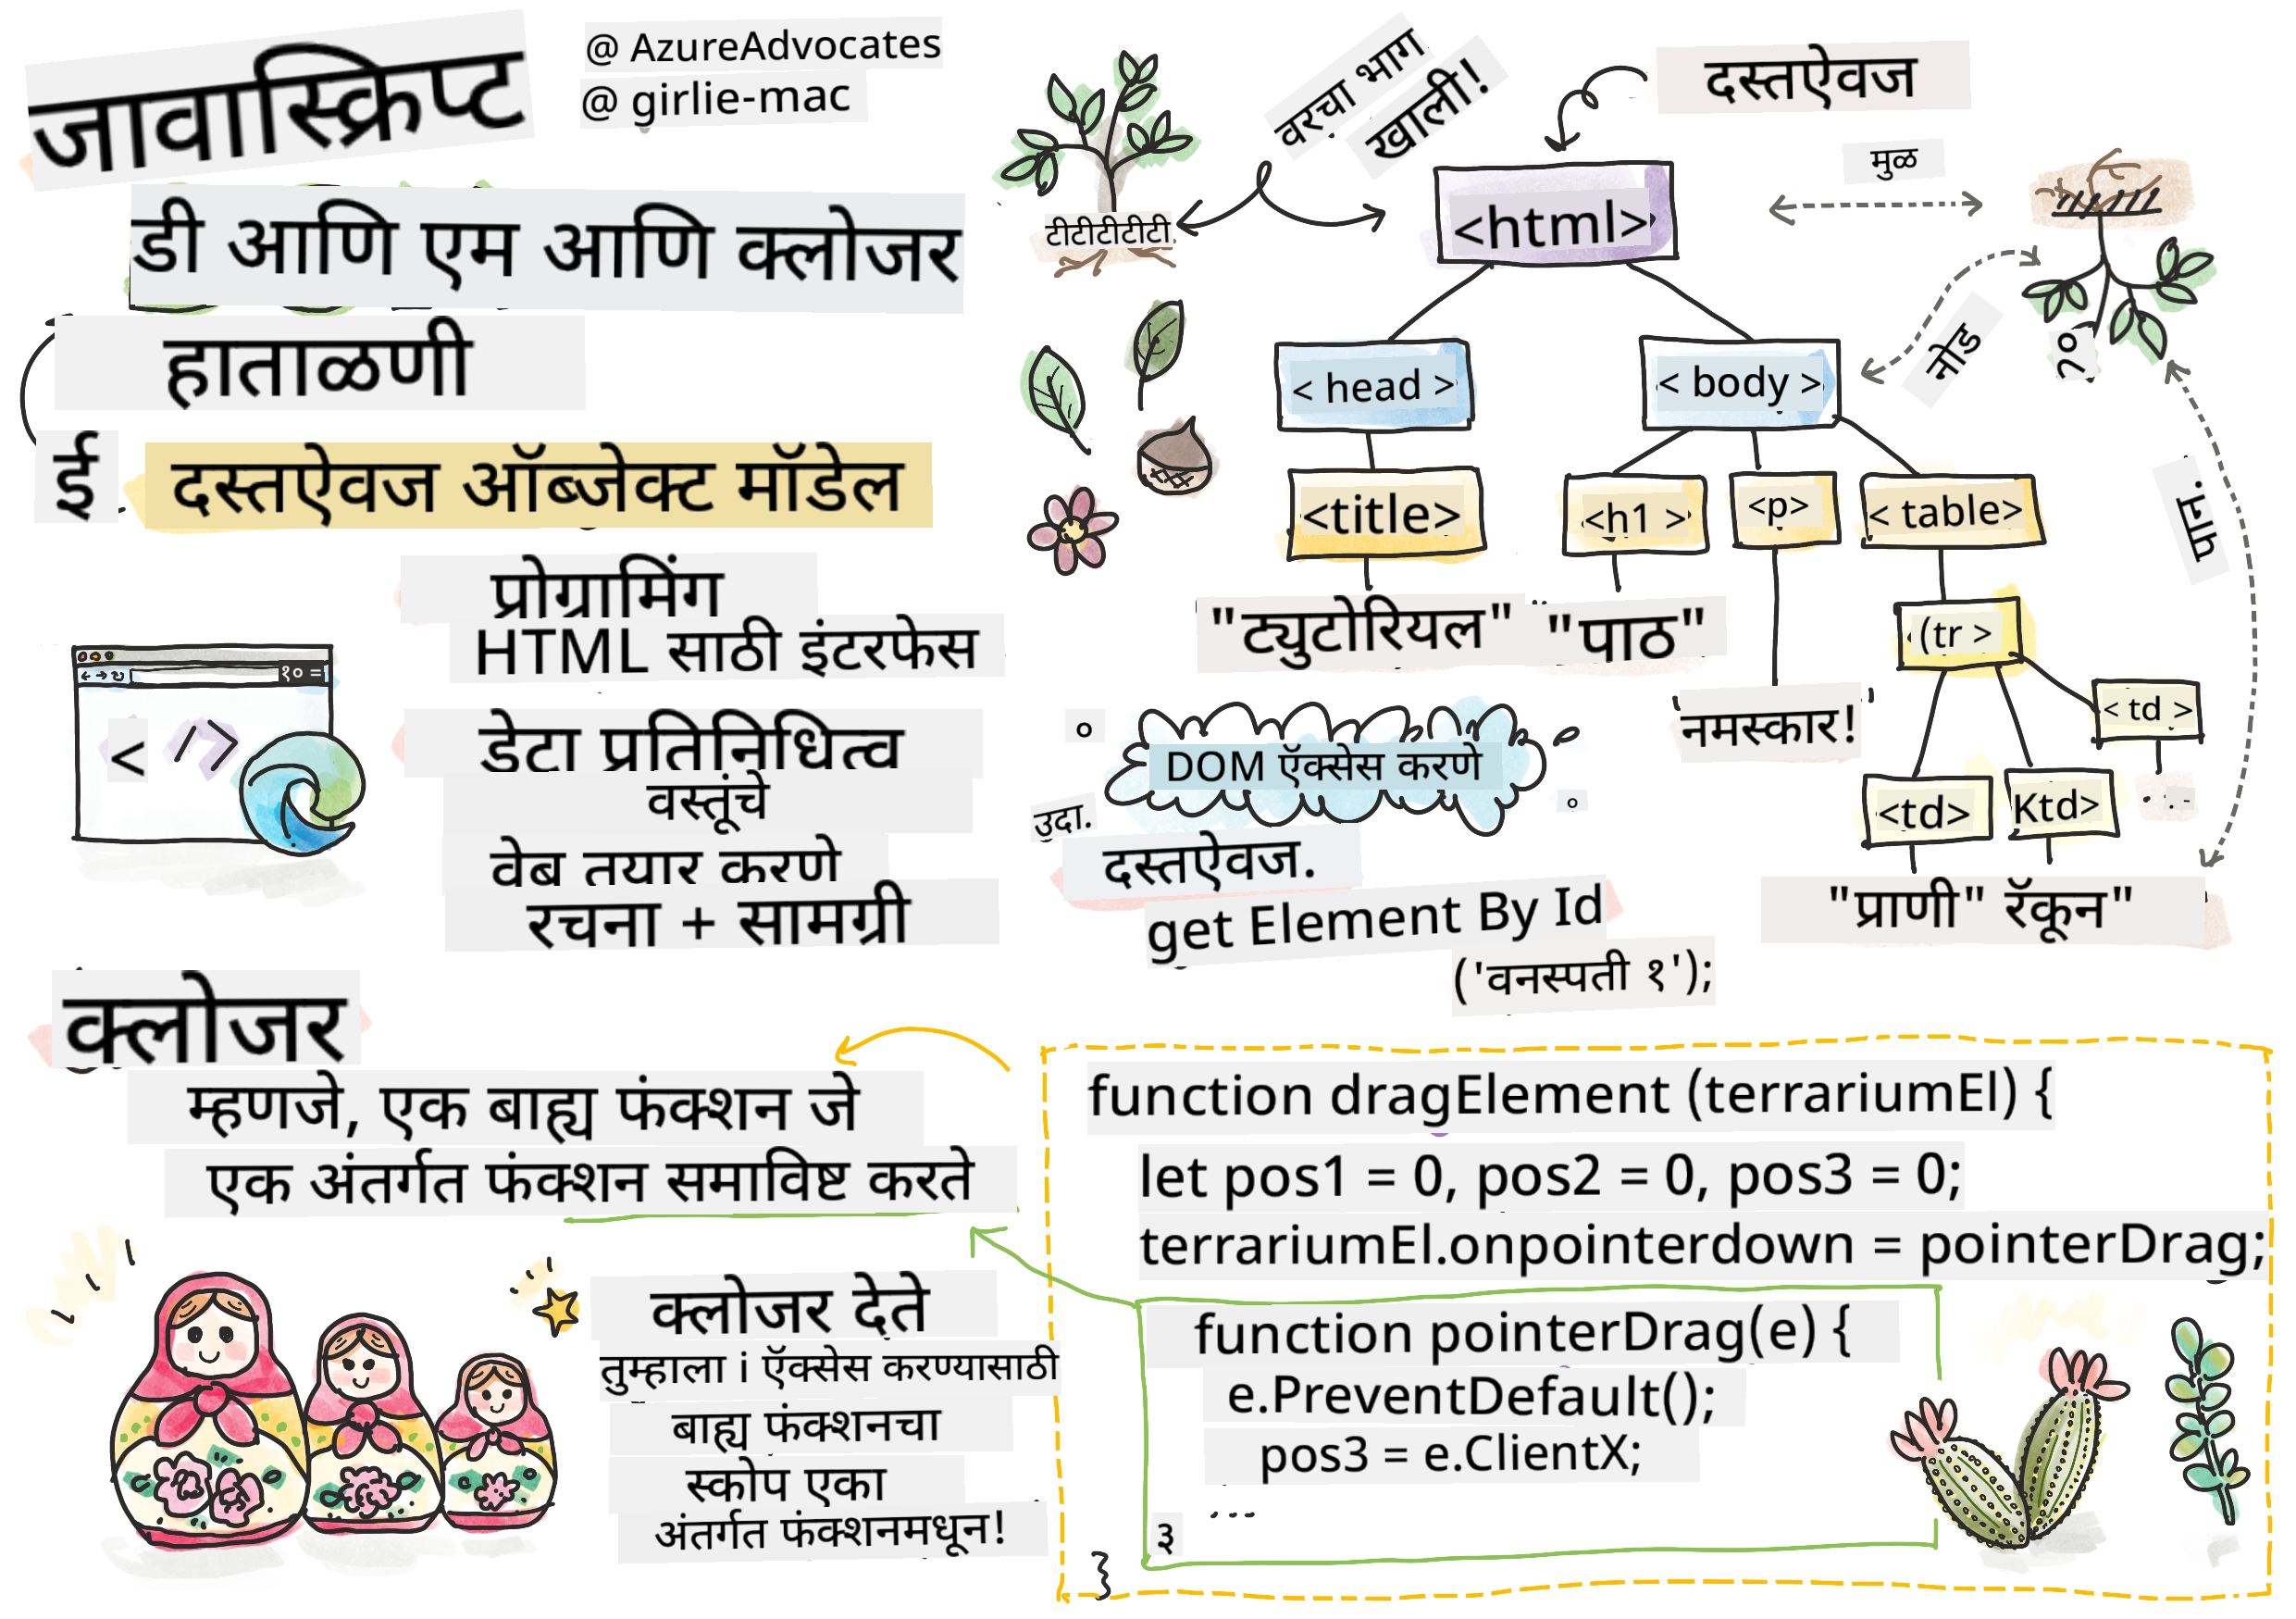 जावास्क्रिप्ट
@ AzureAdvocates
@ girlie-mac
डी आणि एम आणि क्लोजर
हाताळणी
ई दस्तऐवज ऑब्जेक्ट मॉडेल
प्रोग्रामिंग
HTML साठी इंटरफेस
१० =
< />
डेटा प्रतिनिधित्व
वस्तूंचे
वेब तयार करणे
रचना + सामग्री
वरचा भाग
खाली!
दस्तऐवज
मुळ
टीटीटीटीटी
<html>
नोड
< head >
< body >
<title>
<h1 >
<p>
< table>
पान.
"ट्युटोरियल"
"पाठ"
(tr >
नमस्कार!
< td >
<td>
Ktd>
"प्राणी" रॅकून"
DOM ऍक्सेस करणे
उदा.
दस्तऐवज.
get Element By Id
('वनस्पती १');
क्लोजर
म्हणजे, एक बाह्य फंक्शन जे
एक अंतर्गत फंक्शन समाविष्ट करते
क्लोजर देते
तुम्हाला i ऍक्सेस करण्यासाठी
बाह्य फंक्शनचा
स्कोप एका
अंतर्गत फंक्शनमधून!
function dragElement (terrariumEl) {
let pos1 = 0, pos2 = 0, pos3 = 0;
terrariumEl.onpointerdown = pointerDrag;
function pointerDrag(e) {
e.PreventDefault();
pos3 = e.ClientX;
...
३
}